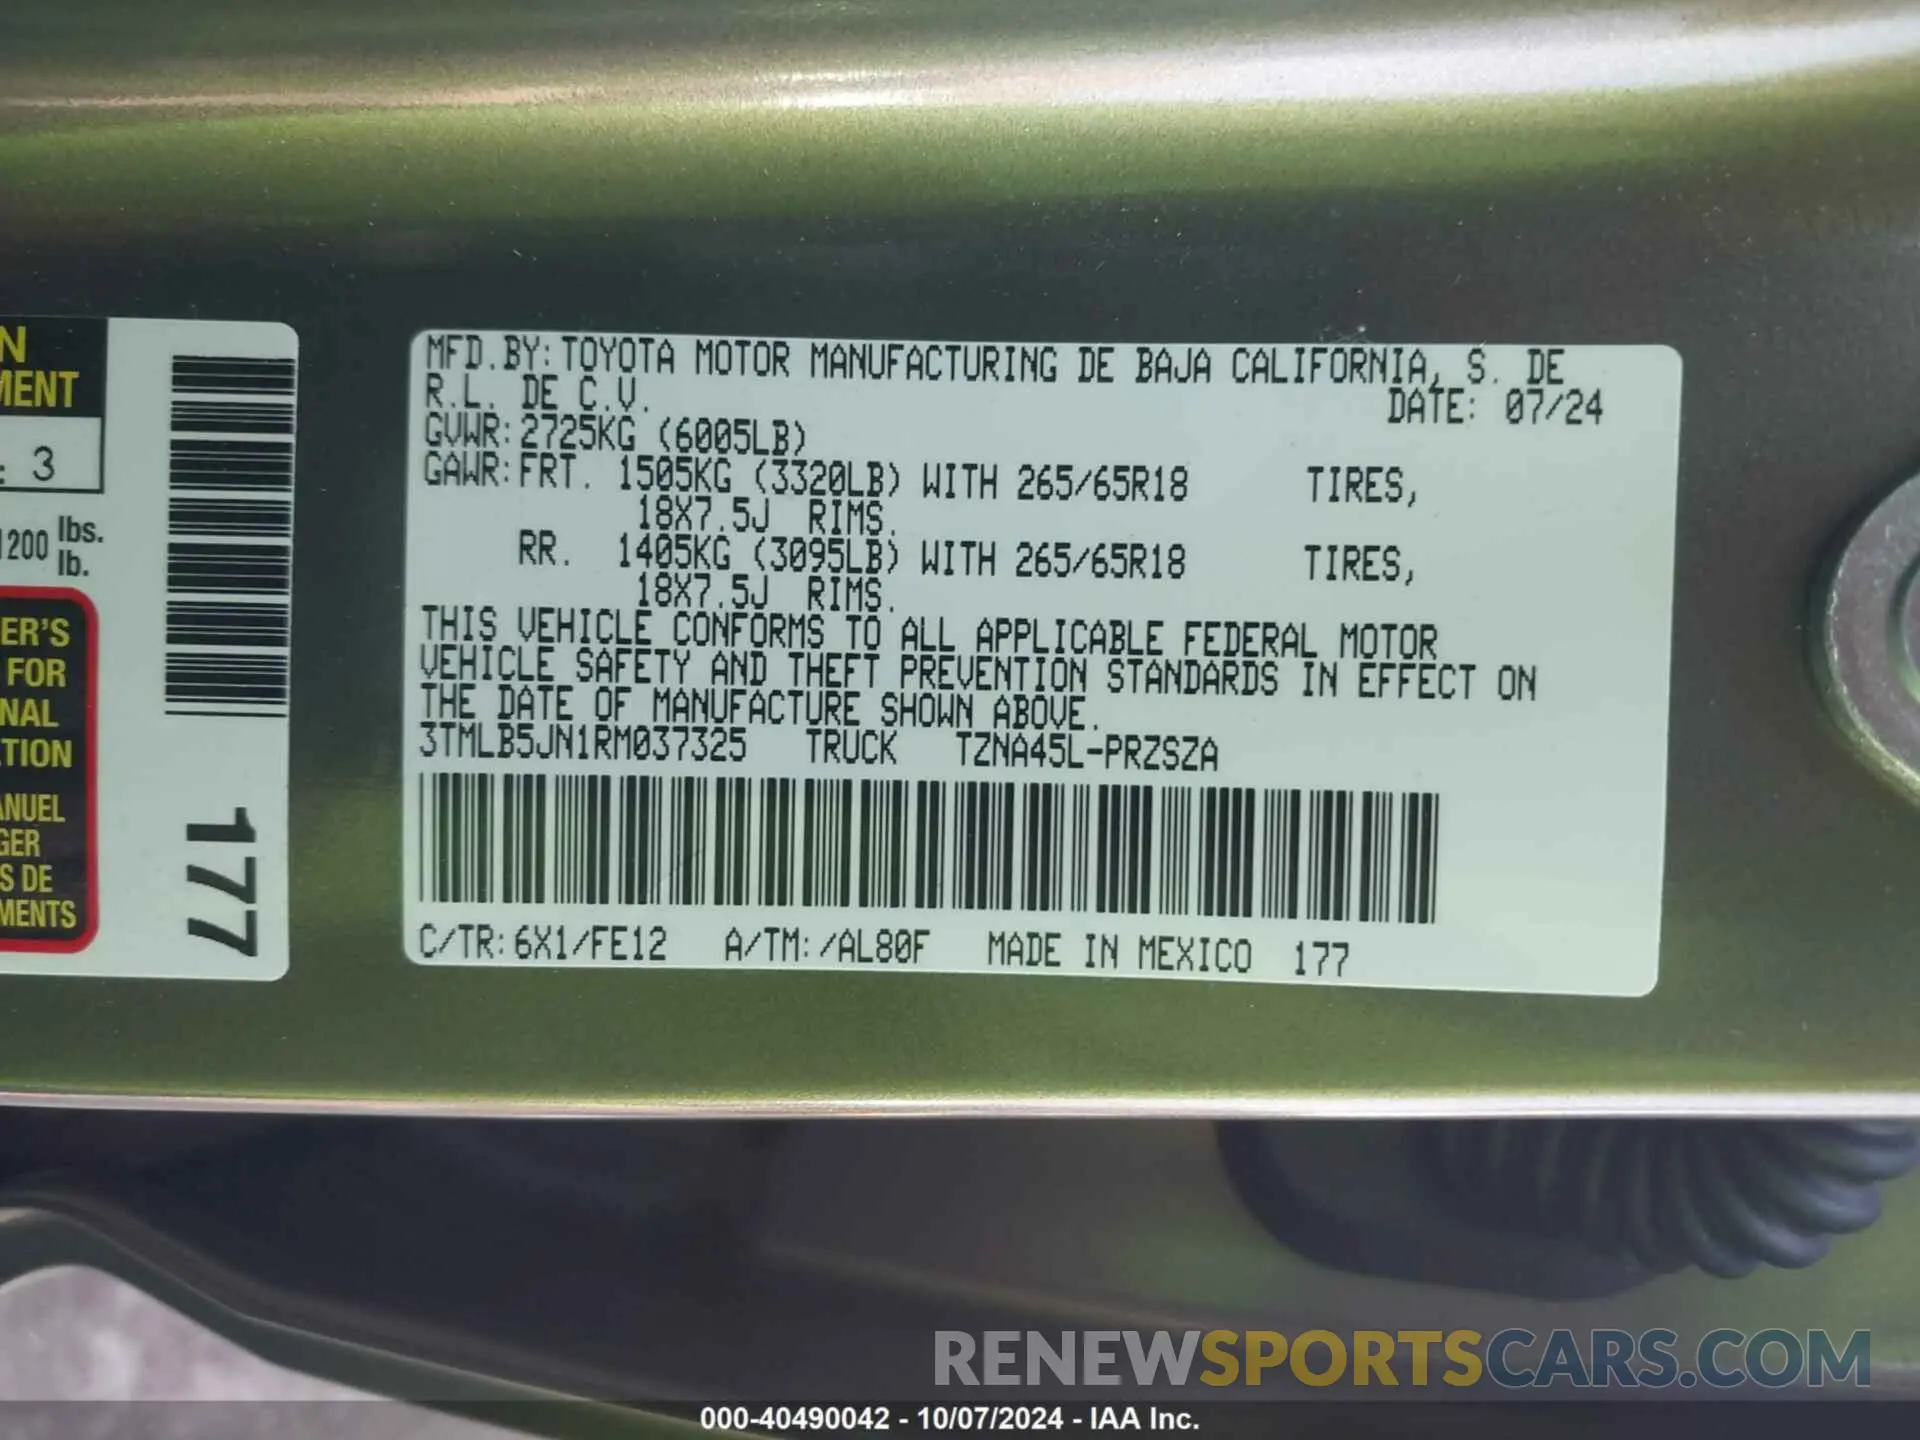 N
MENT
: 3
1200 lbs.
lb.
ER'S
FOR
NAL
TION
ANUEL
GER
S DE
MENTS
177
MFD.BY:TOYOTA MOTOR MANUFACTURING DE BAJA CALIFORNIA, S. DE
R.L. DE C.V. DATE: 07/24
GVWR:2725KG (6005LB)
GAWR:FRT. 1505KG (3320LB) WITH 265/65R18 TIRES,
18X7.5J RIMS.
RR. 1405KG (3095LB) WITH 265/65R18 TIRES,
18X7.5J RIMS.
THIS VEHICLE CONFORMS TO ALL APPLICABLE FEDERAL MOTOR
VEHICLE SAFETY AND THEFT PREVENTION STANDARDS IN EFFECT ON
THE DATE OF MANUFACTURE SHOWN ABOVE.
3TMLB5JN1RM037325 TRUCK TZNA45L-PRZSZA
C/TR:6X1/FE12 A/TM:/AL80F MADE IN MEXICO 177
RENEWSPORTSCARS.COM
000-40490042 - 10/07/2024 - IAA Inc.